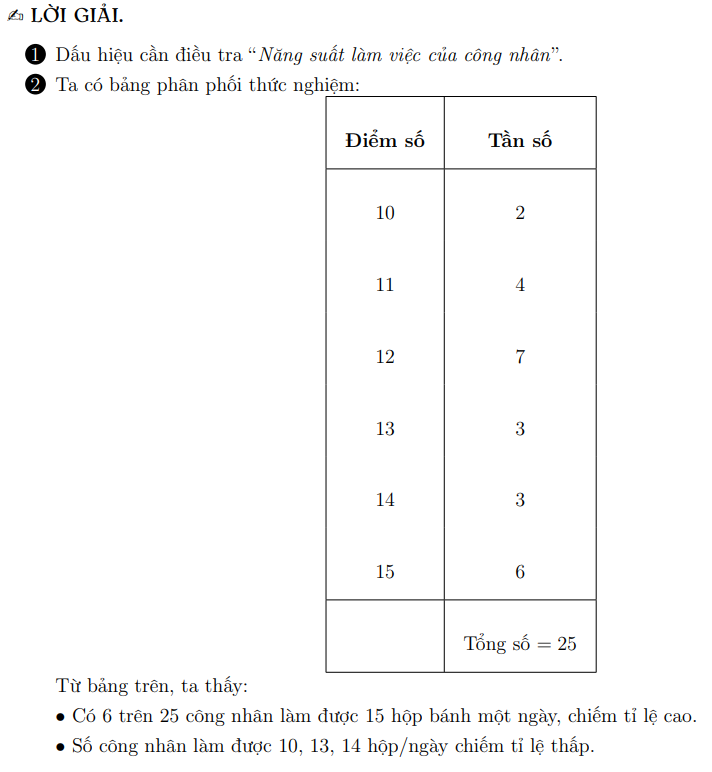 ✍ LỜI GIẢI.
❶ Dấu hiệu cần điều tra “Năng suất làm việc của công nhân”.
❷ Ta có bảng phân phối thức nghiệm:
Điểm số Tần số
10 2
11 4
12 7
13 3
14 3
15 6
Tổng số = 25
Từ bảng trên, ta thấy:
• Có 6 trên 25 công nhân làm được 15 hộp bánh một ngày, chiếm tỉ lệ cao.
• Số công nhân làm được 10, 13, 14 hộp/ngày chiếm tỉ lệ thấp.